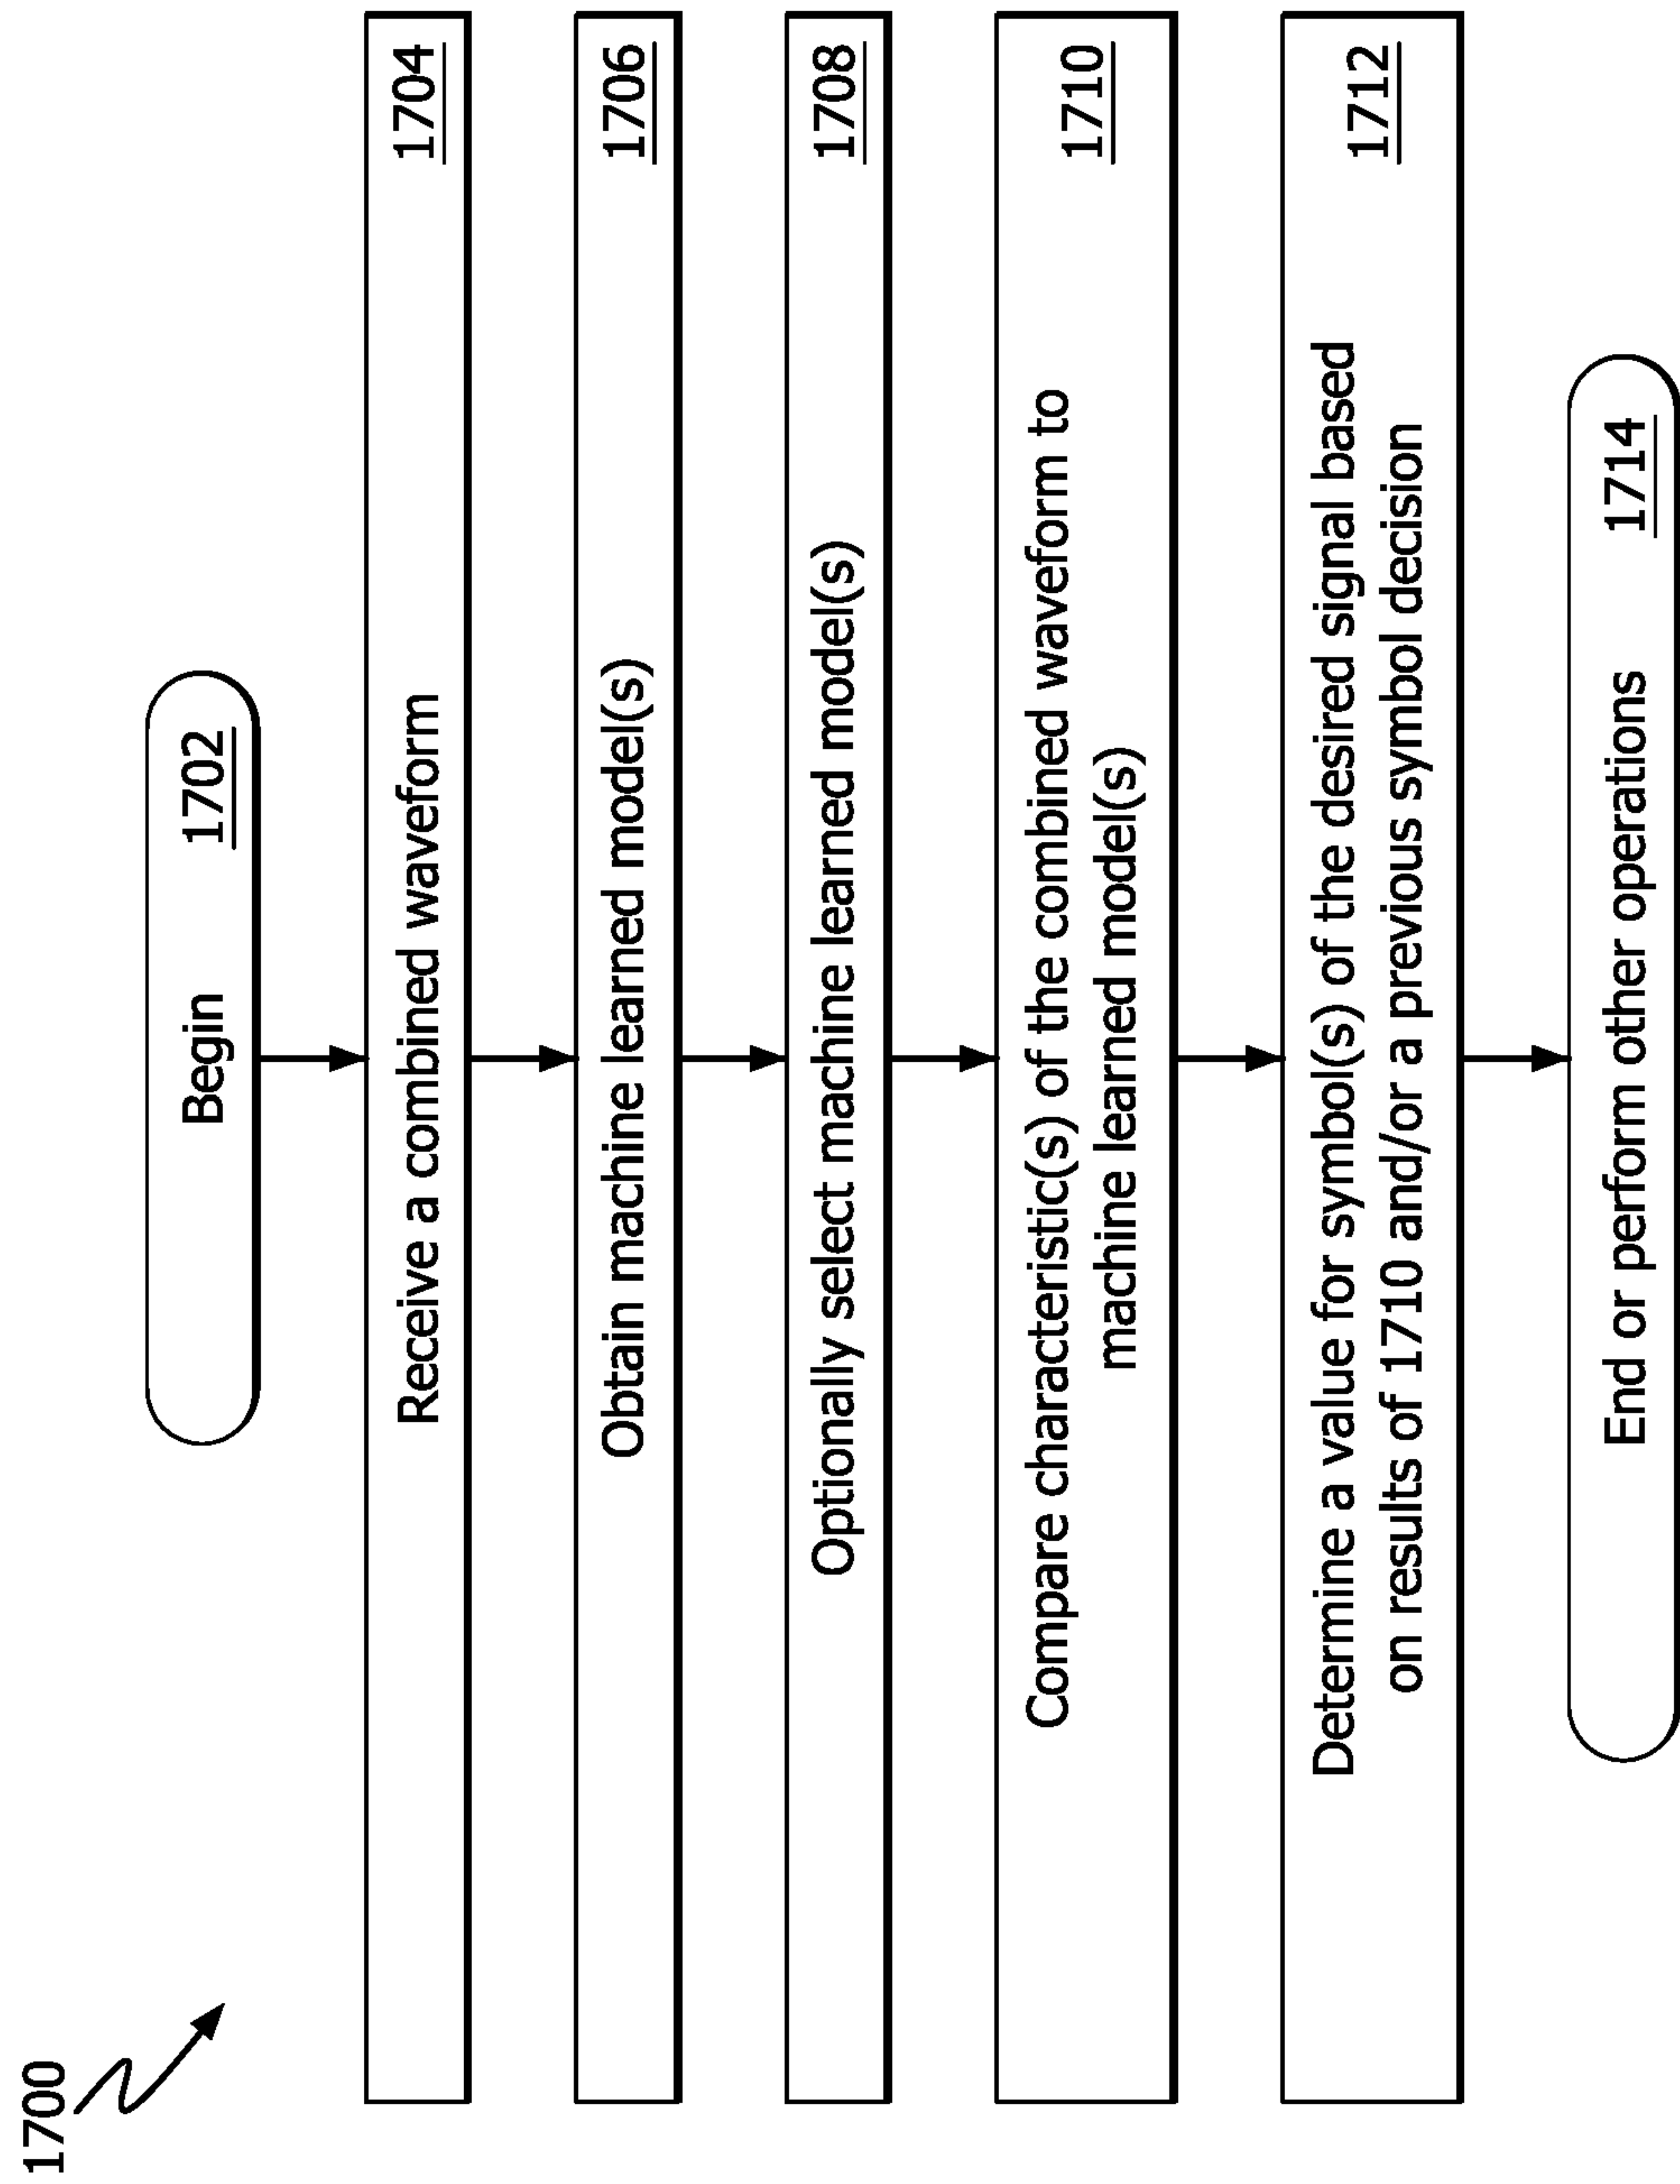 1700
Begin 1702
Receive a combined waveform 1704
Obtain machine learned model(s) 1706
Optionally select machine learned model(s) 1708
Compare characteristic(s) of the combined waveform to 1710
machine learned model(s)
Determine a value for symbol(s) of the desired signal based 1712
on results of 1710 and/or a previous symbol decision
End or perform other operations 1714